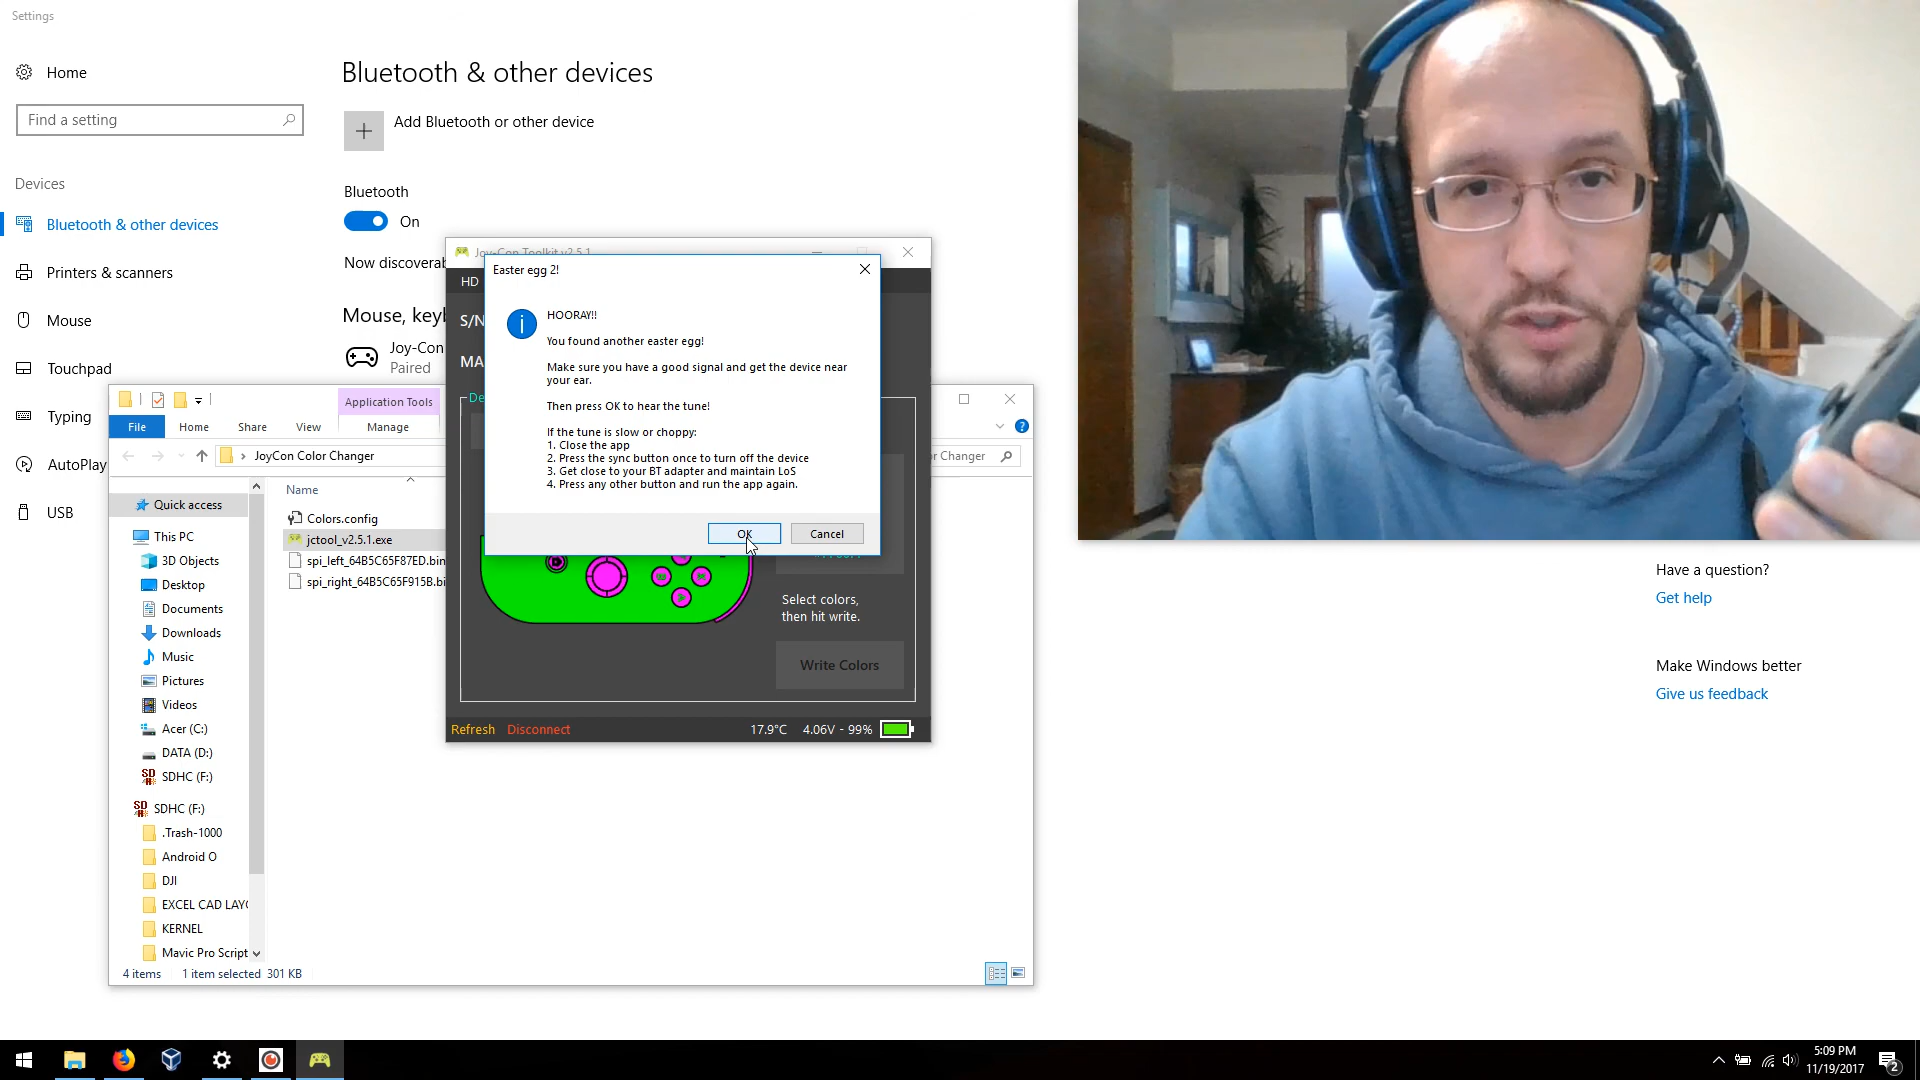 Settings
Home
Find a setting
Devices
Bluetooth & other devices
Printers & scanners
Mouse
Touchpad
Typing
AutoPlay
USB
Bluetooth & other devices
Add Bluetooth or other device
Bluetooth
On
Now discoverab
Mouse, keyb
Joy-Con
Paired
Joy-Con Toolkit v2.5.1
HD
S/N
MA
De
Easter egg 2!
HOORAY!!
You found another easter egg!
Make sure you have a good signal and get the device near
your ear.
Then press OK to hear the tune!
If the tune is slow or choppy:
1. Close the app
2. Press the sync button once to turn off the device
3. Get close to your BT adapter and maintain LoS
4. Press any other button and run the app again.
OK
Cancel
Select colors,
then hit write.
Write Colors
Refresh
Disconnect
17.9°C
4.06V - 99%
Application Tools
File
Home
Share
View
Manage
JoyCon Color Changer
r Changer
Name
Colors.config
jctool_v2.5.1.exe
spi_left_64B5C65F87ED.bin
spi_right_64B5C65F915B.bi
Quick access
This PC
3D Objects
Desktop
Documents
Downloads
Music
Pictures
Videos
Acer (C:)
DATA (D:)
SDHC (F:)
SDHC (F:)
.Trash-1000
Android O
DJI
EXCEL CAD LAY
KERNEL
Mavic Pro Script
4 items
1 item selected 301 KB
Have a question?
Get help
Make Windows better
Give us feedback
5:09 PM
11/19/2017
2